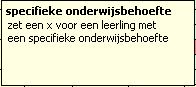 specifieke onderwijsbehoefte
zet een x voor een leerling met
een specifieke onderwijsbehoefte